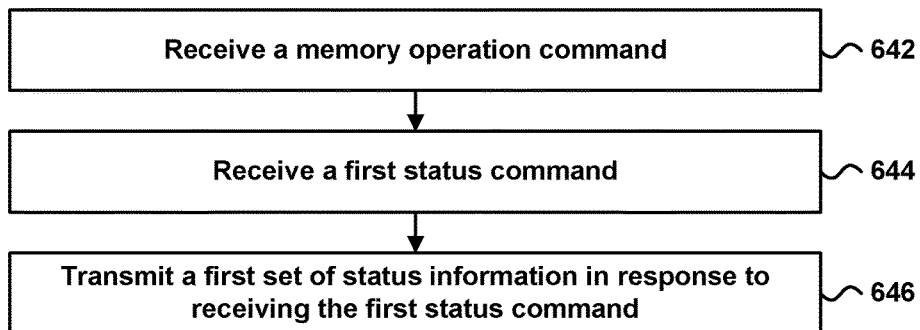 Receive a memory operation command
642
Receive a first status command
644
Transmit a first set of status information in response to
receiving the first status command
646